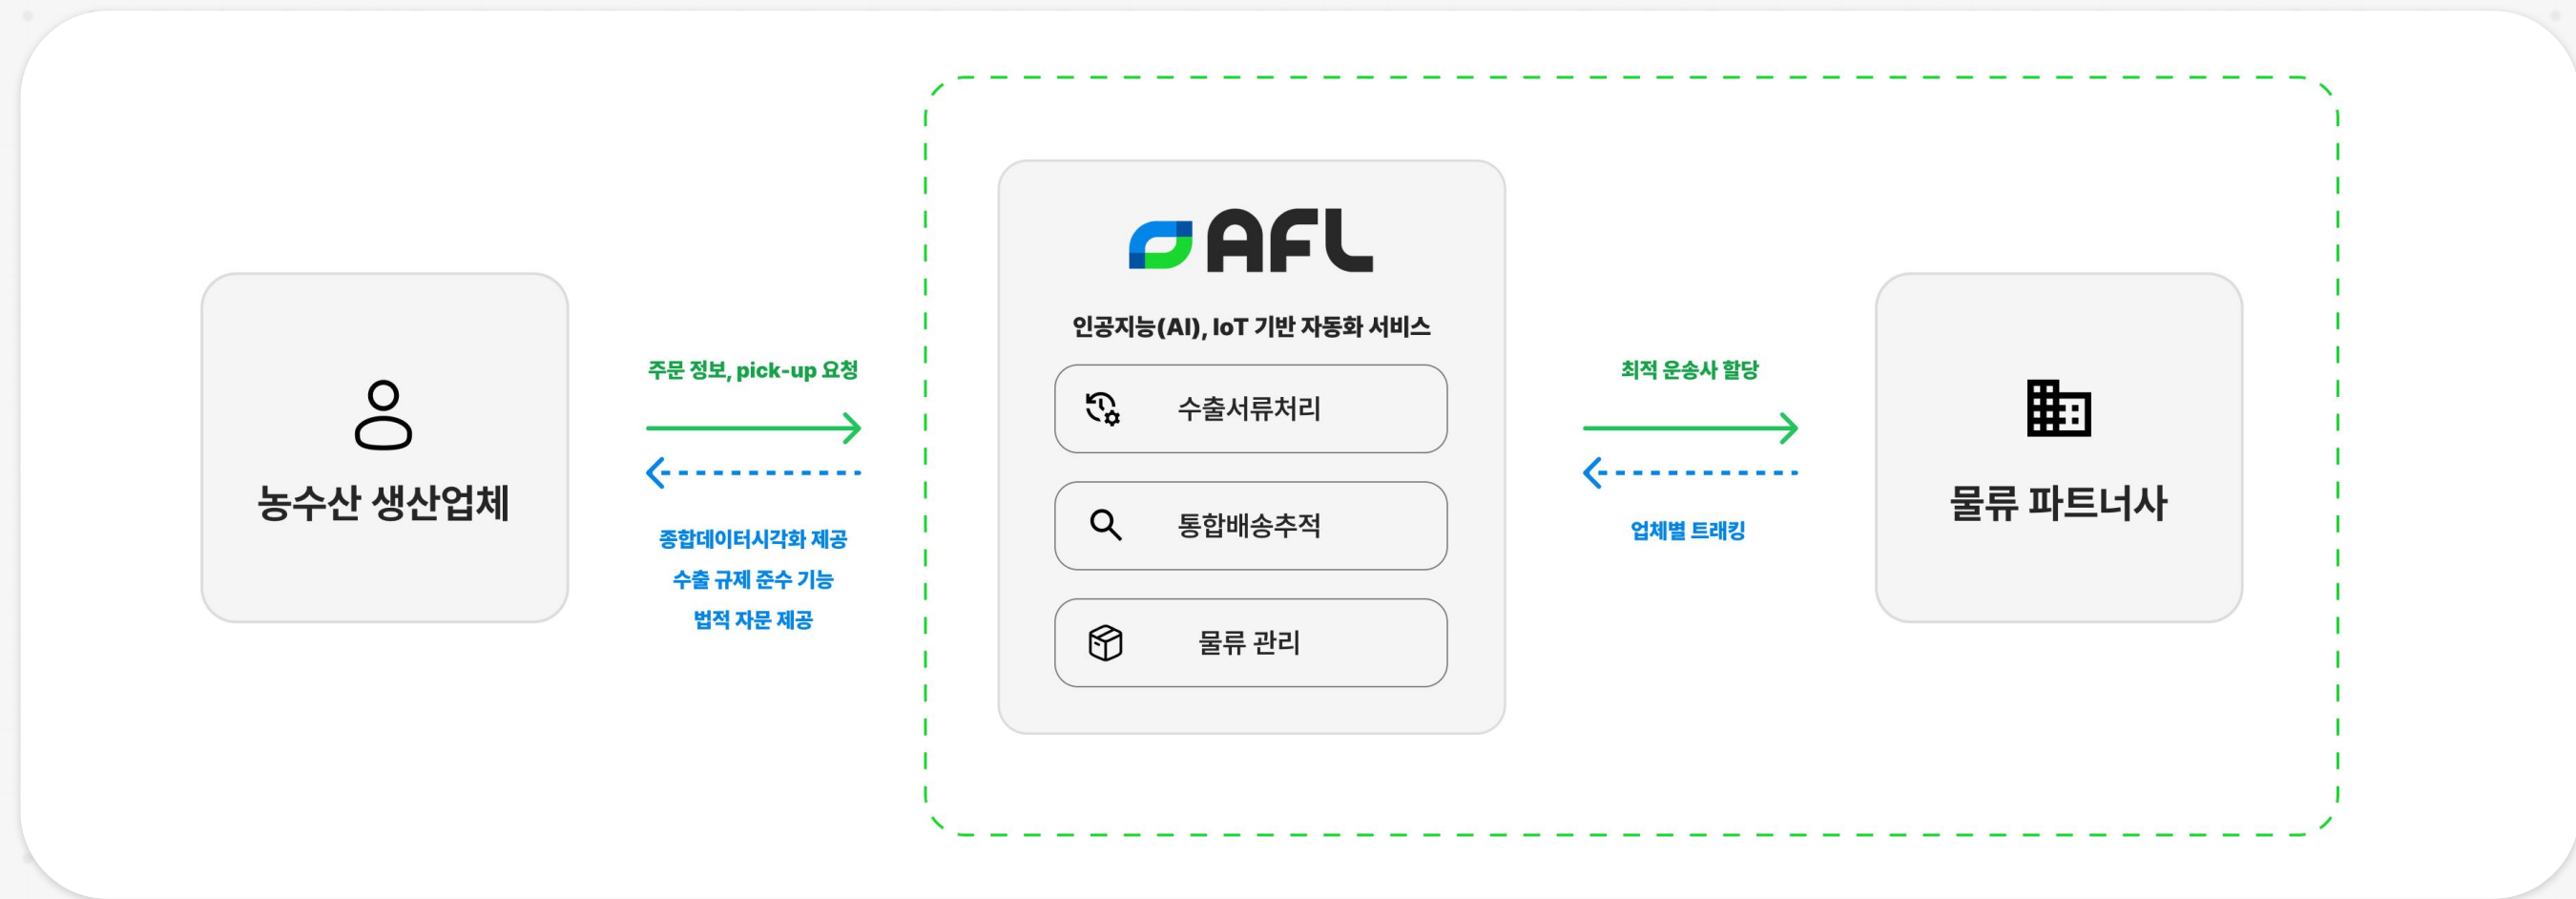 농수산 생산업체
주문 정보, pick-up 요청
종합데이터시각화 제공
수출 규제 준수 기능
법적 자문 제공
AFL
인공지능(AI), IoT 기반 자동화 서비스
수출서류처리
통합배송추적
물류 관리
최적 운송사 할당
업체별 트래킹
물류 파트너사